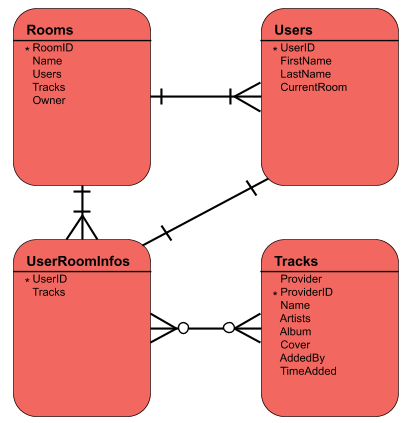 Rooms
* RoomID
Name
Users
Tracks
Owner
Users
* UserID
FirstName
LastName
CurrentRoom
UserRoomInfos
* UserID
Tracks
Tracks
Provider
* ProviderID
Name
Artists
Album
Cover
AddedBy
TimeAdded